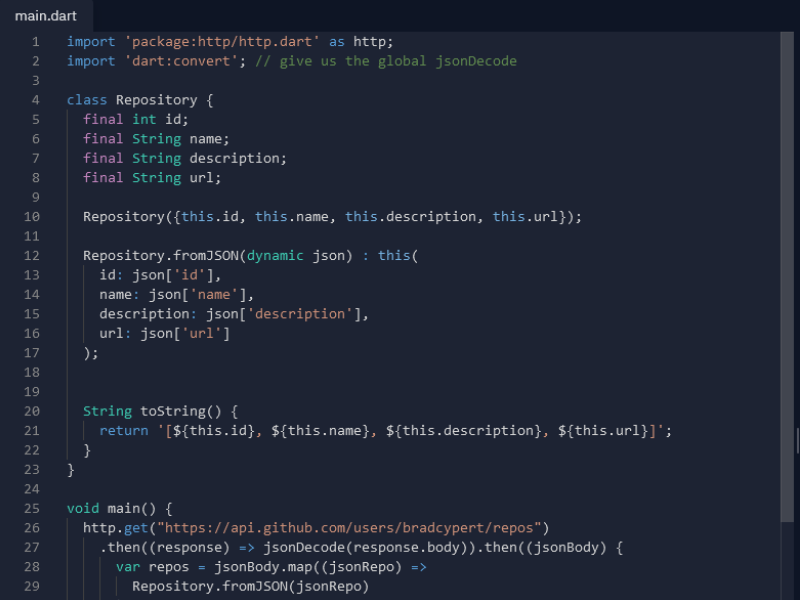 main.dart
1 import 'package:http/http.dart' as http;
2 import 'dart:convert'; // give us the global jsonDecode
3
4 class Repository {
5   final int id;
6   final String name;
7   final String description;
8   final String url;
9
10   Repository({this.id, this.name, this.description, this.url});
11
12   Repository.fromJSON(dynamic json) : this(
13     id: json['id'],
14     name: json['name'],
15     description: json['description'],
16     url: json['url']
17   );
18
19
20   String toString() {
21     return '[${this.id}, ${this.name}, ${this.description}, ${this.url}]';
22   }
23 }
24
25 void main() {
26   http.get("https://api.github.com/users/bradcypert/repos")
27     .then((response) => jsonDecode(response.body)).then((jsonBody) {
28       var repos = jsonBody.map((jsonRepo) =>
29         Repository.fromJSON(jsonRepo)